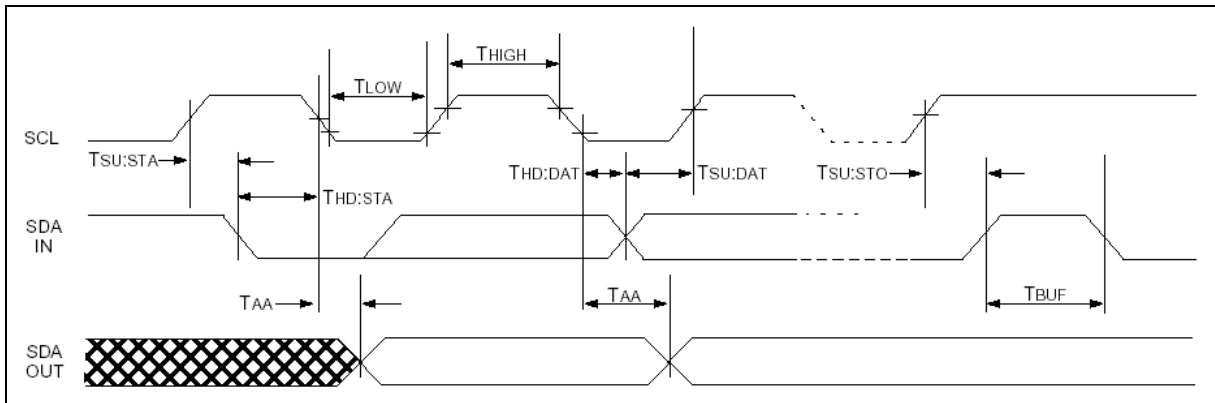 THIGH
TLOW
SCL
TSU:STA
THD:STA
THD:DAT
TSU:DAT
TSU:STO
SDA
IN
TAA
TAA
TBUF
SDA
OUT